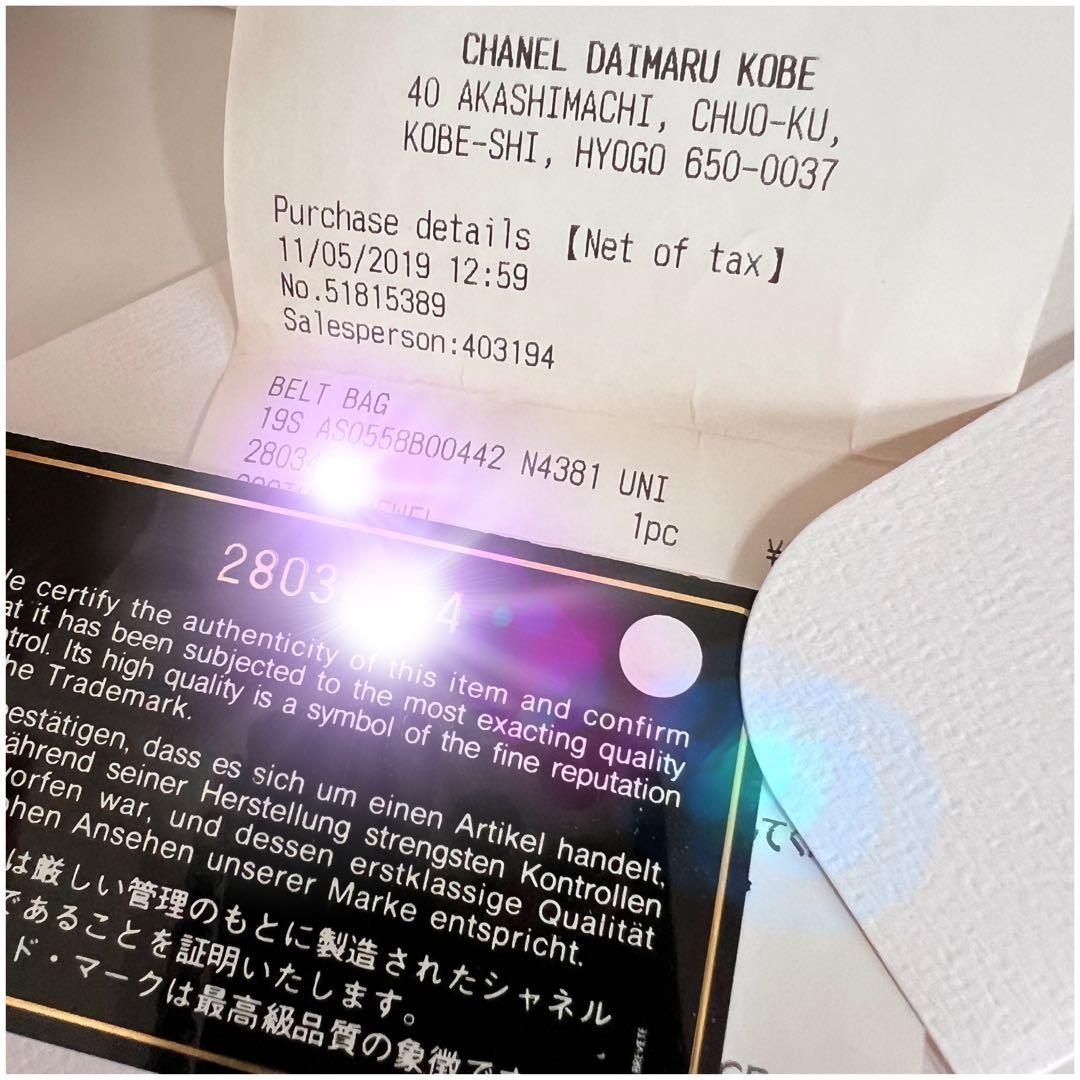 CHANEL DAIMARU KOBE
40 AKASHIMACHI, CHUO-KU,
KOBE-SHI, HYOGO 650-0037
Purchase details 【Net of tax】
11/05/2019 12:59
No.51815389
Salesperson:403194
BELT BAG
19S AS0558B00442 N4381 UNI
2803
1pc
¥
2803 4
certify the authenticity of this item and confirm
it has been subjected to the most exacting quality
Its high quality is a symbol of the fine reputation
Trademark.
dass es sich um einen Artikel handelt,
seiner Herstellung strengsten Kontrollen
war, und dessen erstklassige Qualität
Ansehen unserer Marke entspricht.
は厳しい管理のもとに製造されたシャネル
であることを証明いたします。
ド・マークは最高級品質の象徴で